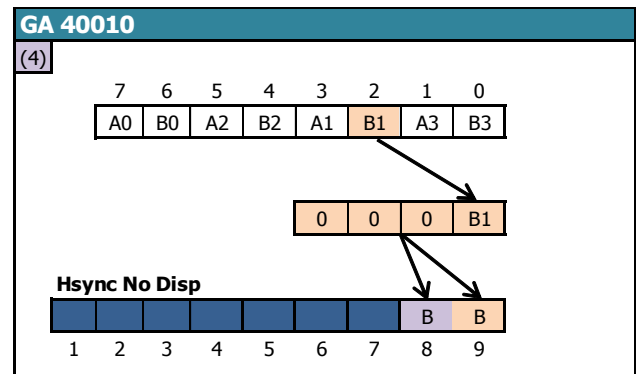 GA 40010
(4)
7 6 5 4 3 2 1 0
A0 B0 A2 B2 A1 B1 A3 B3
0 0 0 B1
Hsync No Disp
B B
1 2 3 4 5 6 7 8 9